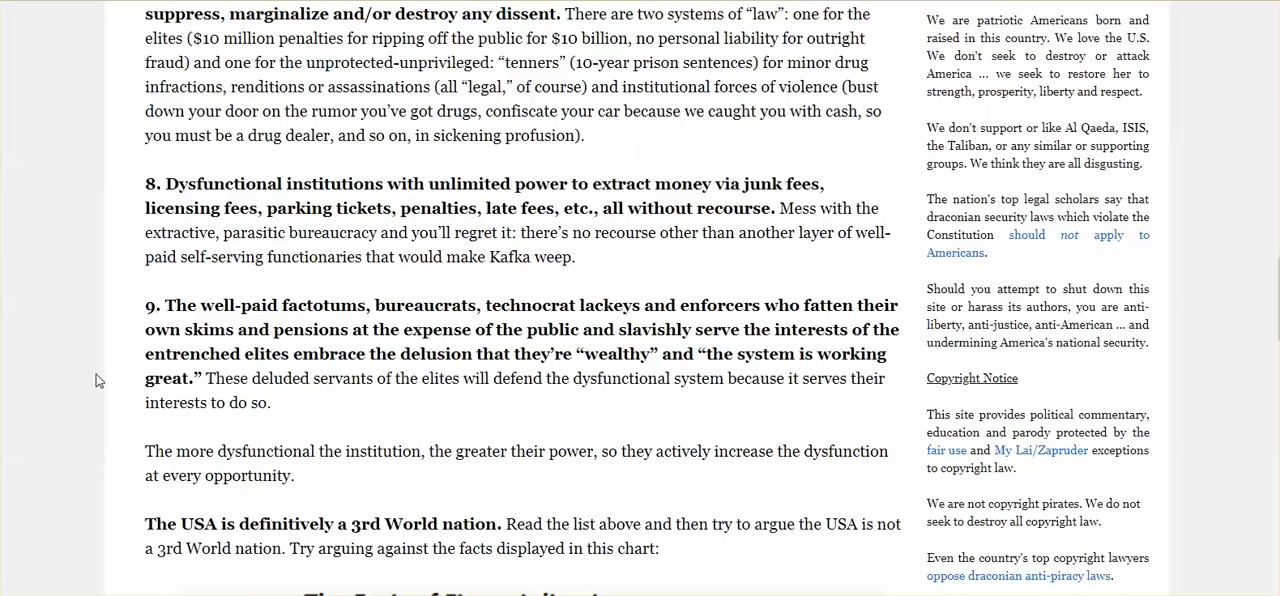 suppress, marginalize and/or destroy any dissent. There are two systems of “law”: one for the
elites ($10 million penalties for ripping off the public for $10 billion, no personal liability for outright
fraud) and one for the unprotected-unprivileged: “tenners” (10-year prison sentences) for minor drug
infractions, renditions or assassinations (all “legal,” of course) and institutional forces of violence (bust
down your door on the rumor you’ve got drugs, confiscate your car because we caught you with cash, so
you must be a drug dealer, and so on, in sickening profusion).
8. Dysfunctional institutions with unlimited power to extract money via junk fees,
licensing fees, parking tickets, penalties, late fees, etc., all without recourse. Mess with the
extractive, parasitic bureaucracy and you’ll regret it: there’s no recourse other than another layer of well-
paid self-serving functionaries that would make Kafka weep.
9. The well-paid factotums, bureaucrats, technocrat lackeys and enforcers who fatten their
own skims and pensions at the expense of the public and slavishly serve the interests of the
entrenched elites embrace the delusion that they’re “wealthy” and “the system is working
great.” These deluded servants of the elites will defend the dysfunctional system because it serves their
interests to do so.
The more dysfunctional the institution, the greater their power, so they actively increase the dysfunction
at every opportunity.
The USA is definitively a 3rd World nation. Read the list above and then try to argue the USA is not
a 3rd World nation. Try arguing against the facts displayed in this chart:
We are patriotic Americans born and
raised in this country. We love the U.S.
We don't seek to destroy or attack
America ... we seek to restore her to
strength, prosperity, liberty and respect.
We don't support or like Al Qaeda, ISIS,
the Taliban, or any similar or supporting
groups. We think they are all disgusting.
The nation's top legal scholars say that
draconian security laws which violate the
Constitution should not apply to
Americans.
Should you attempt to shut down this
site or harass its authors, you are anti-
liberty, anti-justice, anti-American ... and
undermining America's national security.
Copyright Notice
This site provides political commentary,
education and parody protected by the
fair use and My Lai/Zapruder exceptions
to copyright law.
We are not copyright pirates. We do not
seek to destroy all copyright law.
Even the country's top copyright lawyers
oppose draconian anti-piracy laws.